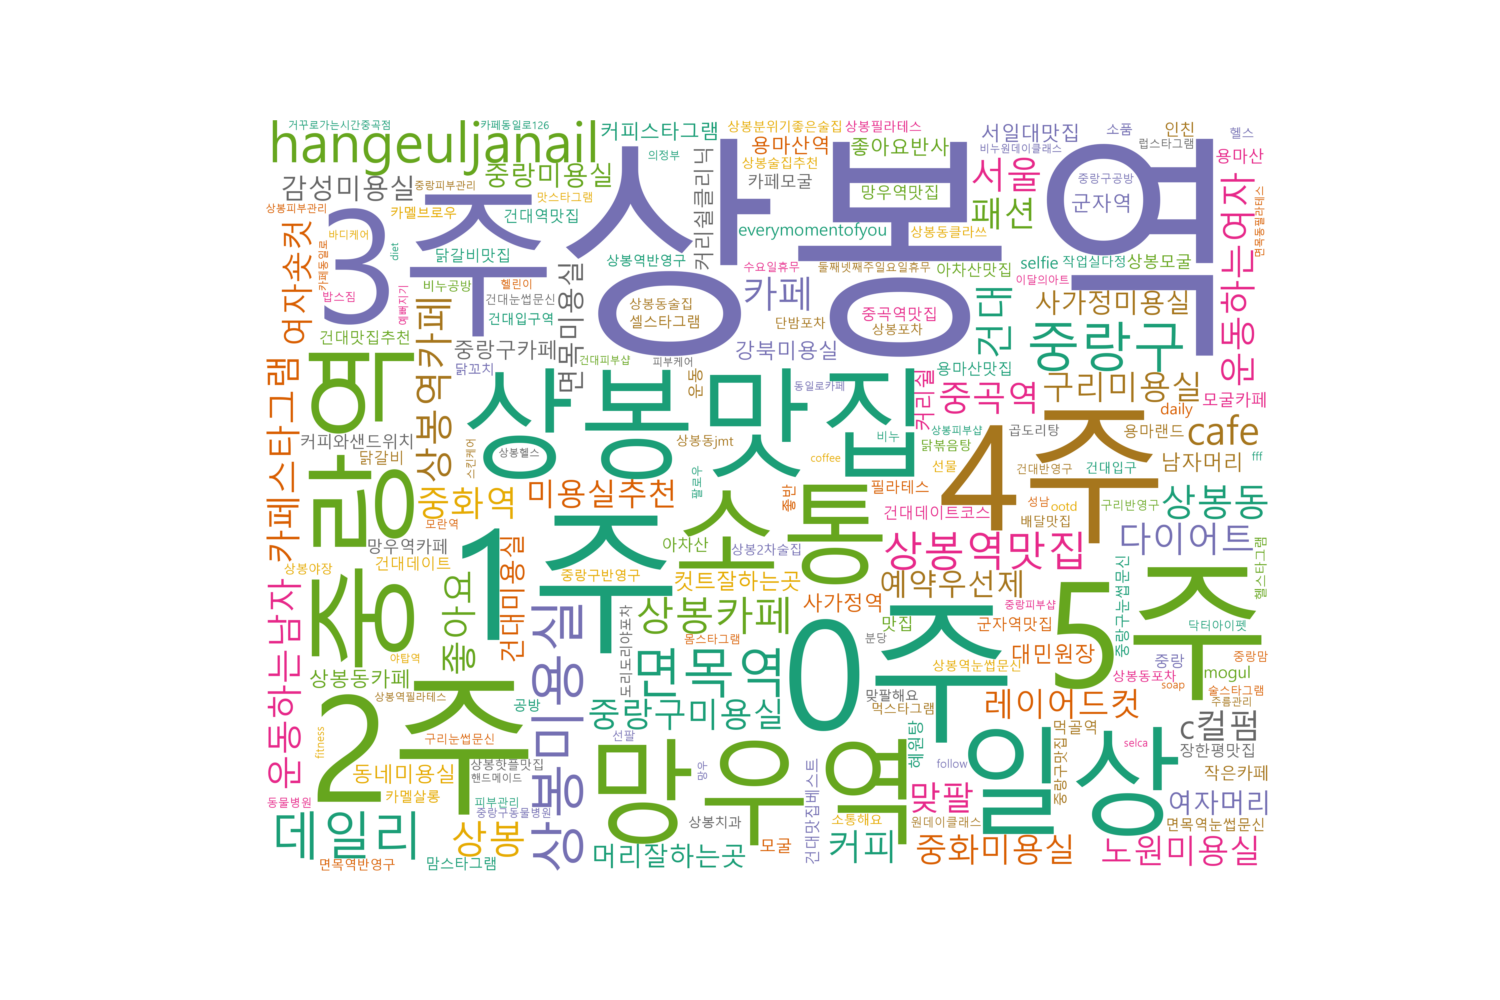 거꾸로가는시간중곡점
카페동일로126
hangeuljanail
커피스타그램
상봉분위기좋은술집
상봉필라테스
서일대맛집
소품
인친
헬스
중랑미용실
의정부
용마산역
좋아요반사
비누원데이클래스
럽스타그램
용마산
감성미용실
중랑피부관리
맛스타그램
상봉술집추천
카페모굴
망우역맛집
서울
중랑구공방
군자역
상봉피부관리
카멜브로우
건대역맛집
커리쉴클리닉
everymomentofyou
상봉동클라쓰
패션
운동하는여자
면목동필라테스
여자숏컷
바디케어
diet
3주
상봉역
닭갈비맛집
상봉역반영구
수요일휴무
둘째넷째주일요일휴무
아차산맛집
selfie
작업실다정
상봉모굴
이달의아트
카페동일로
밥스짐
예뻐지기
비누공방
헬린이
건대눈썹문신
건대입구역
면목미용실
상봉동술집
셀스타그램
카페
단밤포차
중곡역맛집
상봉포차
건대
사가정미용실
건대맛집추천
중랑구카페
닭꼬치
건대피부샵
피부케어
강북미용실
용마산맛집
중랑구
카페스타그램
중랑역
상봉역카페
상봉맛집
운동
동일로카페
커리쉴
중곡역
구리미용실
모굴카페
커피와샌드위치
닭갈비
스킨케어
상봉헬스
상봉동jmt
비누
상봉피부샵
닭볶음탕
곱도리탕
daily
용마랜드
cafe
팔로우
coffee
선물
4주
건대반영구
건대입구
남자머리
fff
중화역
미용실추천
소통
졸반
필라테스
건대데이트코스
성남
ootd
구리반영구
상봉동
모란역
배달맛집
망우역카페
건대데이트
1주
아차산
상봉2차술집
상봉역맛집
다이어트
상봉야장
좋아요
건대미용실
중랑구반영구
컷트잘하는곳
예약우선제
중랑구눈썹문신
헬스타그램
운동하는남자
상봉카페
사가정역
중랑피부샵
5주
맛집
군자역맛집
닥터아이펫
야탑역
몸스타그램
분당
0주
대민원장
중랑
중랑맘
상봉동카페
면목역
상봉역눈썹문신
상봉동포차
mogul
상봉역필라테스
2주
공방
도리도리야포차
맞팔해요
먹스타그램
soap
술스타그램
주름관리
중랑구미용실
레이어드컷
상봉미용실
fitness
구리눈썹문신
선팔
망우역
혜원탕
먹골역
selca
c컬펌
장한평맛집
동네미용실
상봉핫플맛집
핸드메이드
망우
follow
일상
중랑구맛집
작은카페
카멜살롱
피부관리
맞팔
여자머리
동물병원
중랑구동물병원
상봉치과
건대맛집베스트
소통해요
원데이클래스
면목역눈썹문신
데일리
상봉
머리잘하는곳
모굴
커피
중화미용실
노원미용실
면목역반영구
맘스타그램